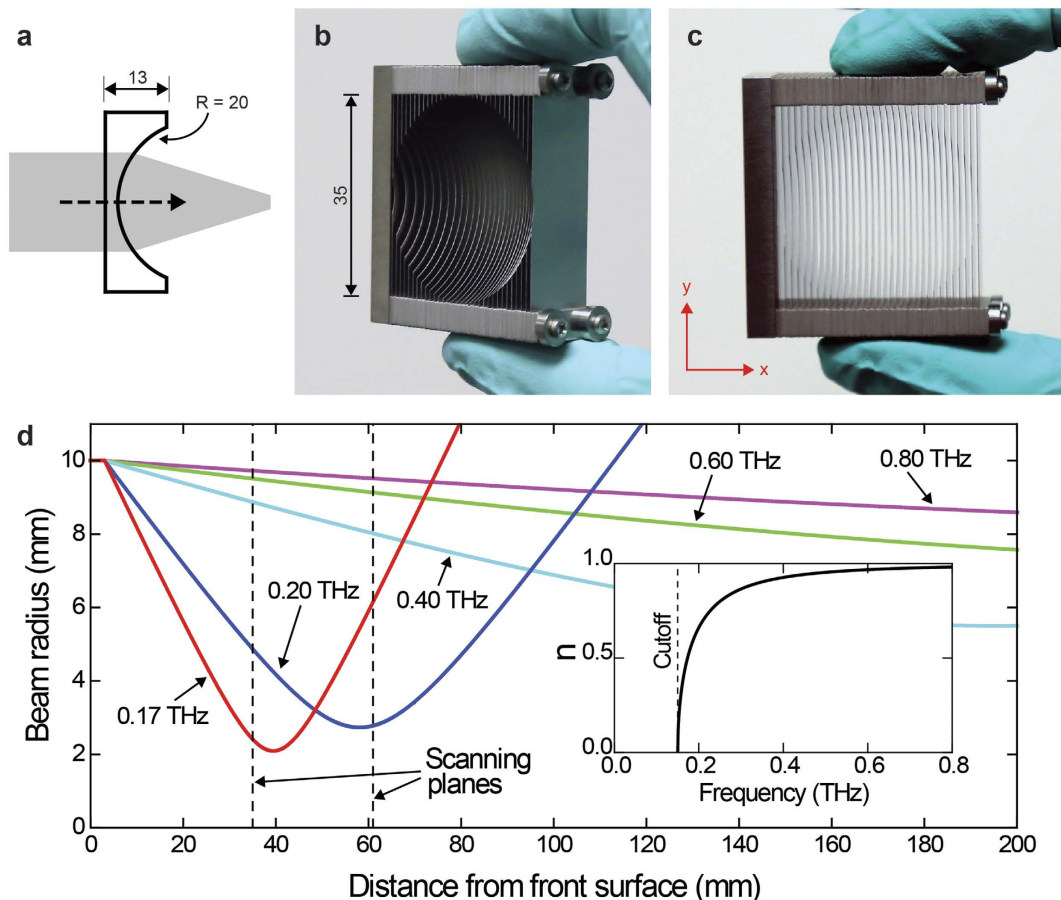 a
13
R = 20
b
35
c
y
x
d
Beam radius (mm)
10
8
6
4
2
0
0.17 THz
0.20 THz
0.40 THz
0.60 THz
0.80 THz
Scanning
planes
n
1.0
0.5
0.0
Cutoff
0.0
0.2
0.4
0.6
0.8
Frequency (THz)
0
20
40
60
80
100
120
140
160
180
200
Distance from front surface (mm)